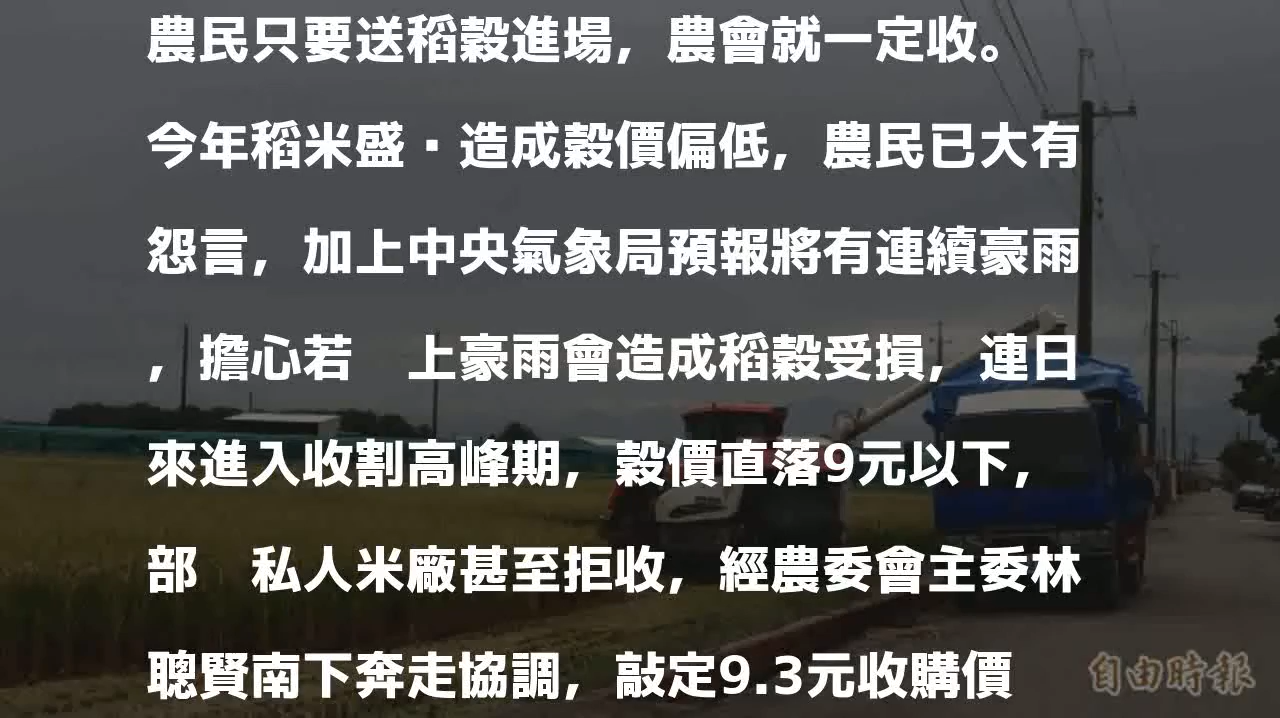 農民只要送稻穀進場，農會就一定收。
今年稻米盛‧造成穀價偏低，農民已大有
怨言，加上中央氣象局預報將有連續豪雨
，擔心若　上豪雨會造成稻穀受損，連日
來進入收割高峰期，穀價直落9元以下，
部　私人米廠甚至拒收，經農委會主委林
聰賢南下奔走協調，敲定9.3元收購價
自由時報